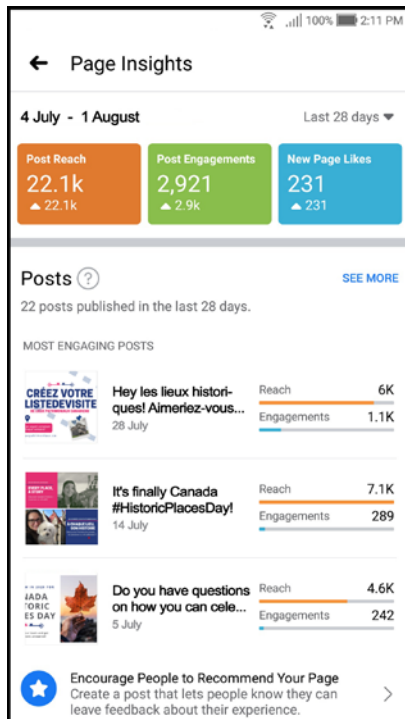 100% 2:11 PM
Page Insights
4 July - 1 August
Last 28 days
Post Reach
22.1k
22.1k
Post Engagements
2,921
2.9k
New Page Likes
231
231
Posts ?
SEE MORE
22 posts published in the last 28 days.
MOST ENGAGING POSTS
CRÉEZ VOTRE
LISTEDEVISITE
Hey les lieux histori-
ques! Aimeriez-vous...
28 July
Reach 6K
Engagements 1.1K
It's finally Canada
#HistoricPlacesDay!
14 July
Reach 7.1K
Engagements 289
NADA
TORIC
ES DAY
Do you have questions
on how you can cele...
5 July
Reach 4.6K
Engagements 242
Encourage People to Recommend Your Page
Create a post that lets people know they can
leave feedback about their experience.